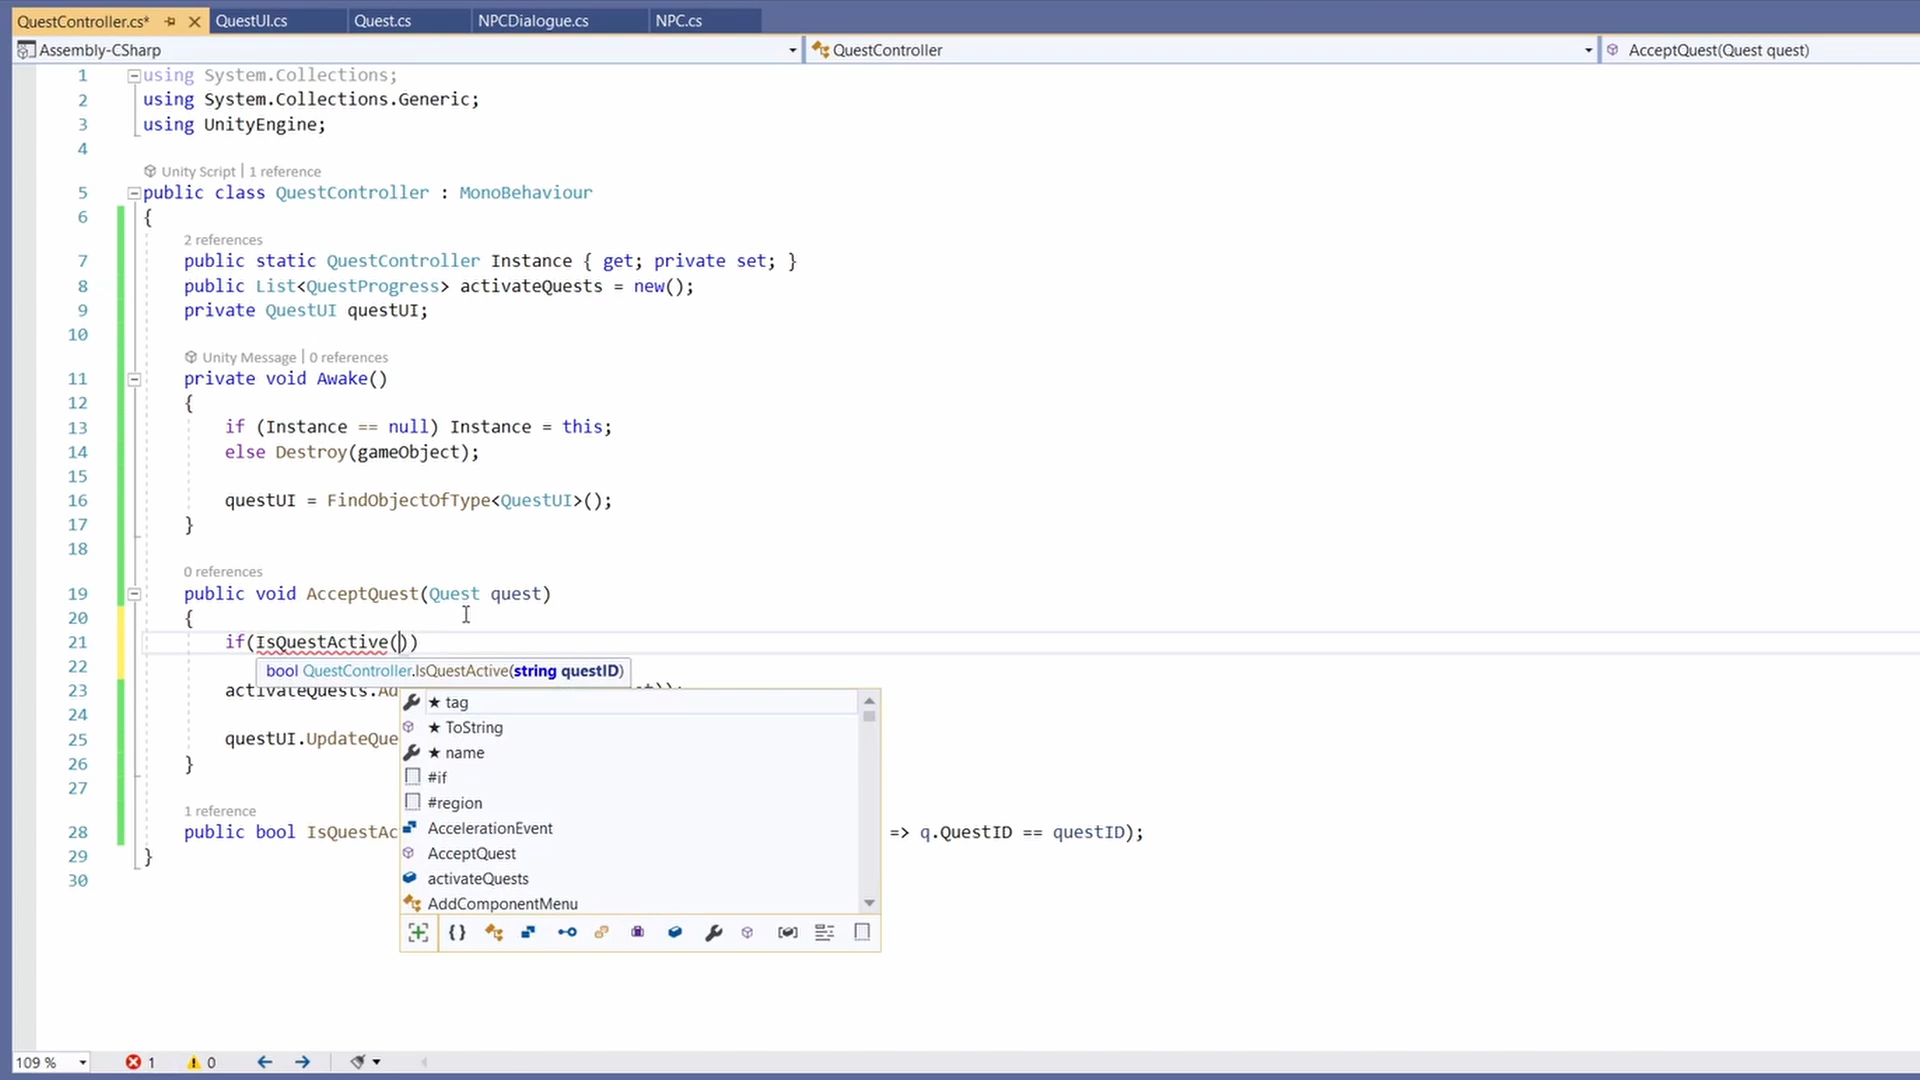 QuestController.cs* QuestUI.cs Quest.cs NPCDialogue.cs NPC.cs
Assembly-CSharp QuestController AcceptQuest(Quest quest)
1 using System.Collections;
2 using System.Collections.Generic;
3 using UnityEngine;
4
Unity Script | 1 reference
5 public class QuestController : MonoBehaviour
6 {
2 references
7 public static QuestController Instance { get; private set; }
8 public List<QuestProgress> activateQuests = new();
9 private QuestUI questUI;
10
Unity Message | 0 references
11 private void Awake()
12 {
13 if (Instance == null) Instance = this;
14 else Destroy(gameObject);
15
16 questUI = FindObjectOfType<QuestUI>();
17 }
18
0 references
19 public void AcceptQuest(Quest quest)
20 {
21 if(IsQuestActive())
22 bool QuestController.IsQuestActive(string questID)
23 activateQuests.Ad
24
25 questUI.UpdateQue
26 }
27
1 reference
28 public bool IsQuestAc => q.QuestID == questID);
29 }
30
★ tag
★ ToString
★ name
#if
#region
AccelerationEvent
AcceptQuest
activateQuests
AddComponentMenu
109 % 1 0